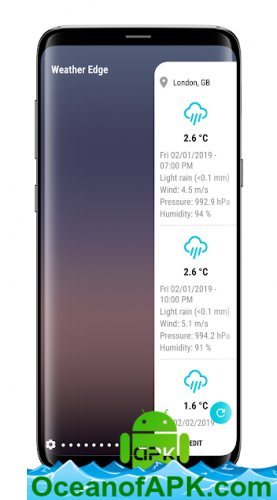 Weather Edge
London, GB
2.6 °C
Fri 02/01/2019 -
07:00 PM
Light rain (<0.1 mm)
Wind: 4.5 m/s
Pressure: 992.9 hPa
Humidity: 94 %
2.6 °C
Fri 02/01/2019 -
10:00 PM
Light rain (<0.1 mm)
Wind: 5.1 m/s
Pressure: 994.2 hPa
Humidity: 91 %
1.6 °C
02/02/2019
EDIT
APK
OceanofAPK.com